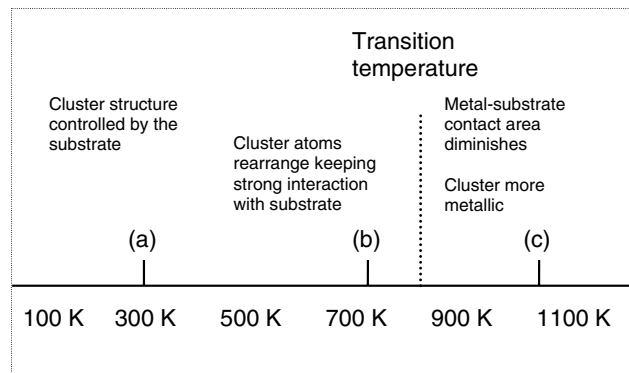 Transition
temperature
Cluster structure
controlled by the
substrate
Cluster atoms
rearrange keeping
strong interaction
with substrate
Metal-substrate
contact area
diminishes
Cluster more
metallic
(a)
(b)
(c)
100 K 300 K 500 K 700 K 900 K 1100 K